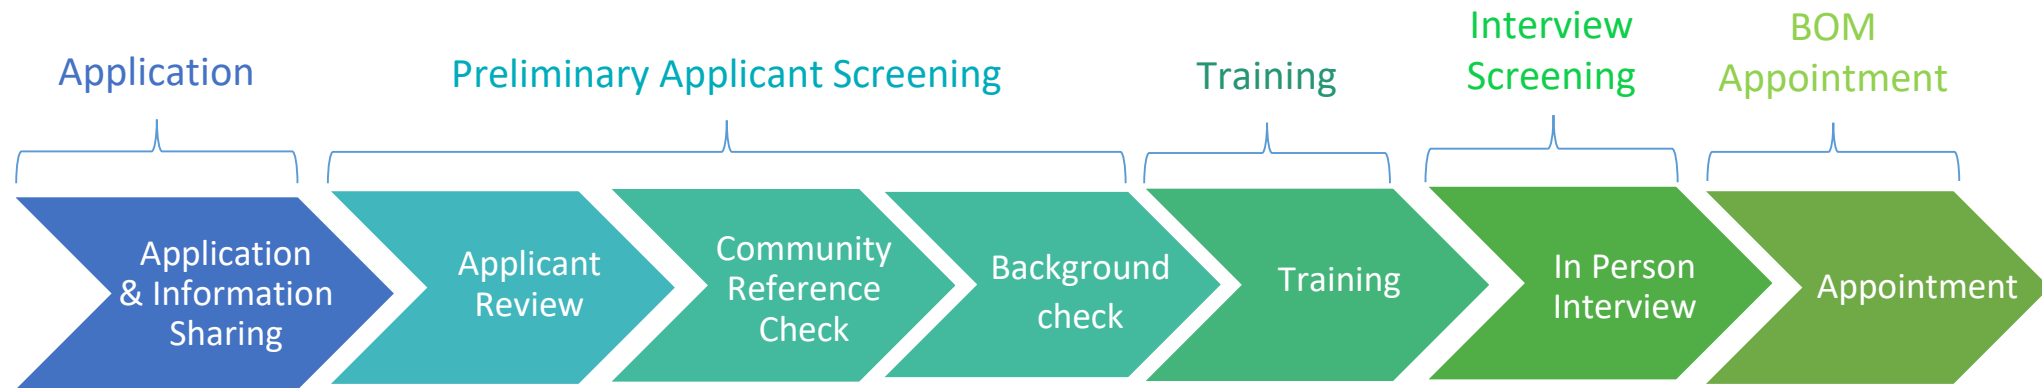 Application
Preliminary Applicant Screening
Training
Interview
Screening
BOM
Appointment
Application
& Information
Sharing
Applicant
Review
Community
Reference
Check
Background
check
Training
In Person
Interview
Appointment